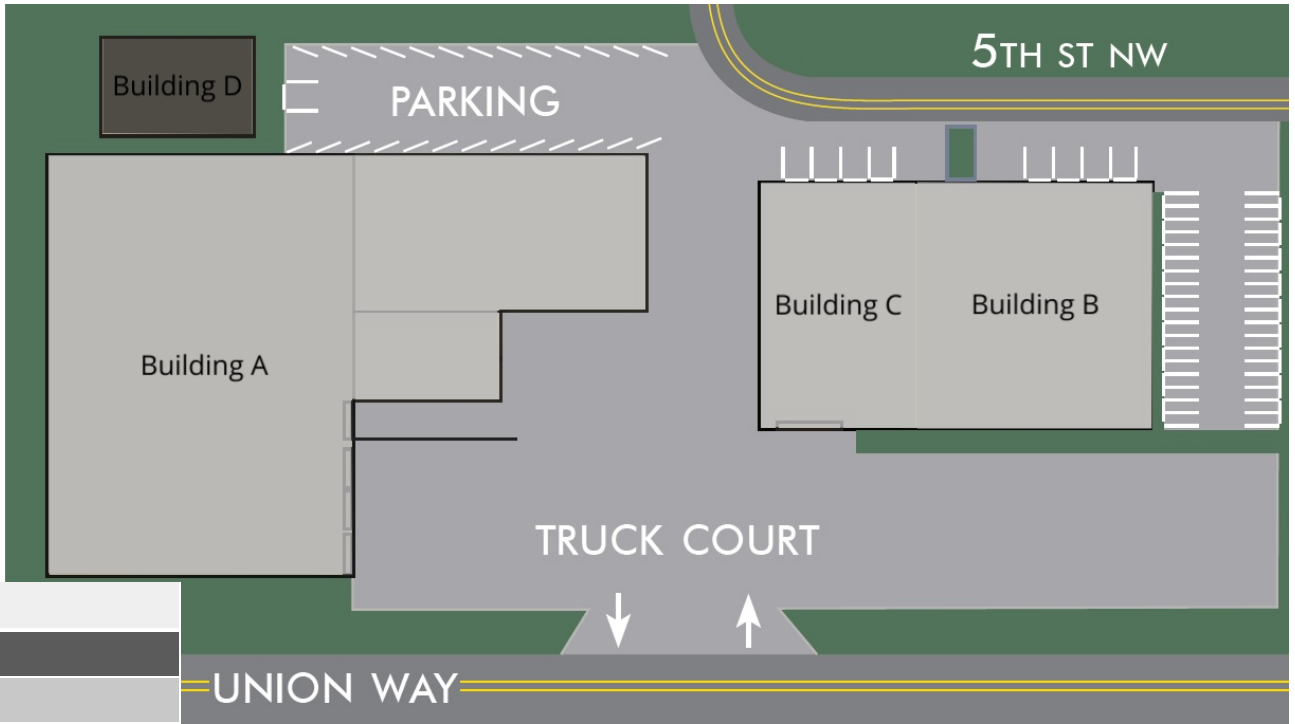 5TH ST NW
Building D
PARKING
Building C
Building B
Building A
TRUCK COURT
UNION WAY